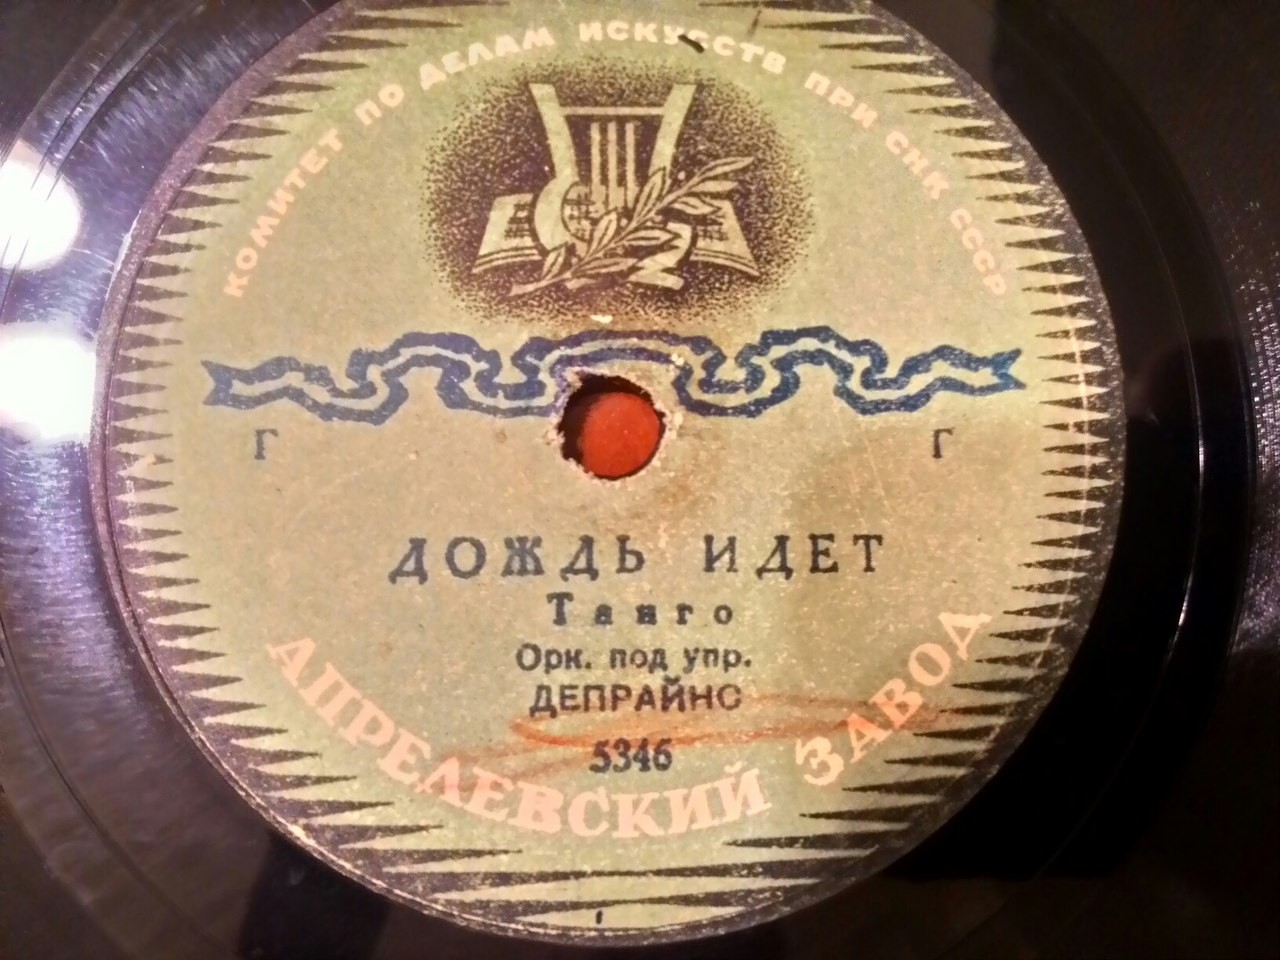 КОМИТЕТ ПО ДЕЛАМ ИСКУССТВ ПРИ СНК СССР
Г Г
ДОЖДЬ ИДЕТ
Танго
Орк. под упр.
ДЕПРАЙНС
5346
АПРЕЛЕВСКИЙ ЗАВОД